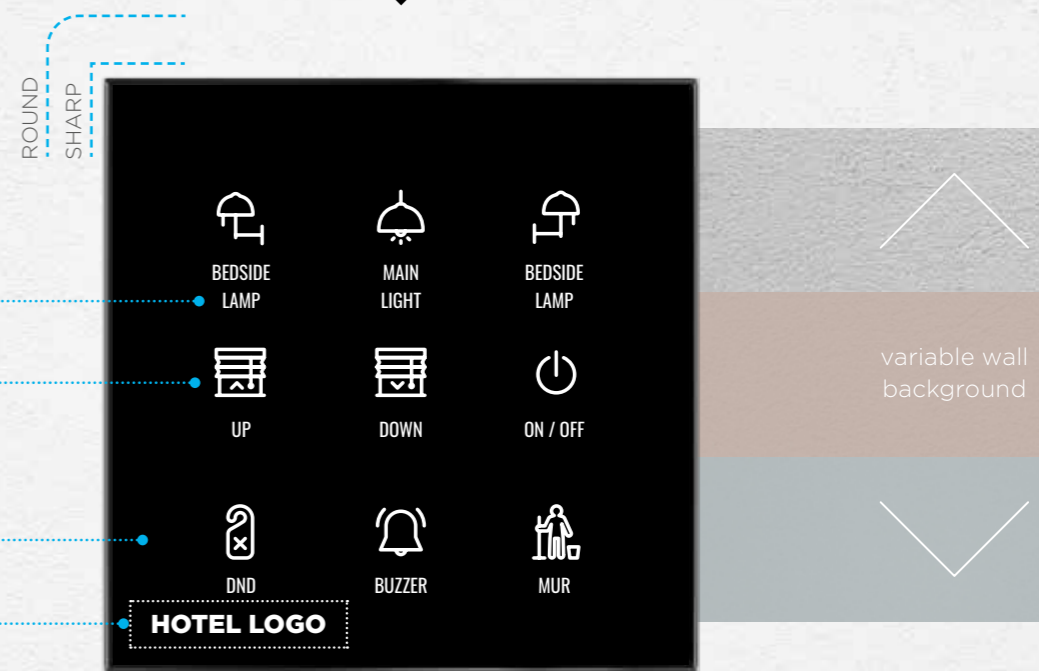 ROUND
SHARP
BEDSIDE
LAMP
MAIN
LIGHT
BEDSIDE
LAMP
UP
DOWN
ON / OFF
DND
BUZZER
MUR
HOTEL LOGO
variable wall
background